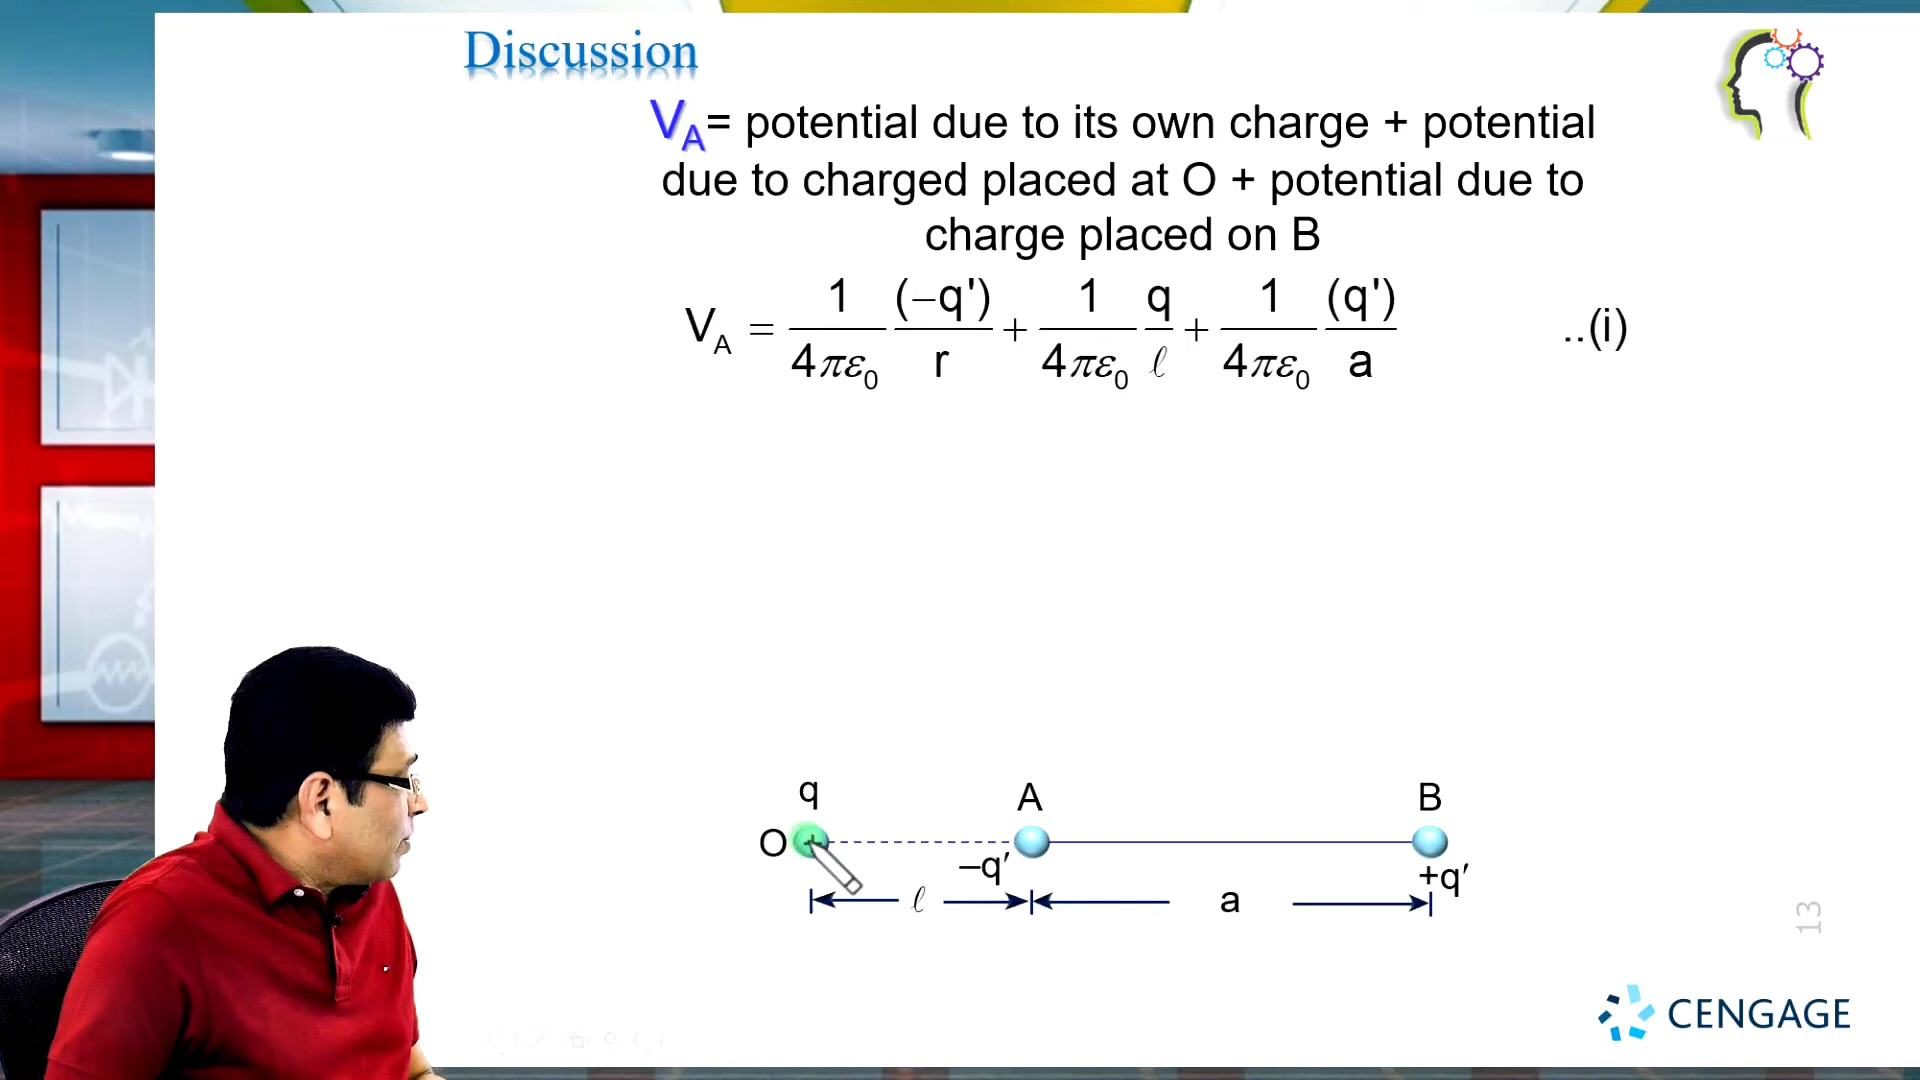 Discussion
V_A= potential due to its own charge + potential
due to charged placed at O + potential due to
charge placed on B
V_A = 1/4πε₀ (–q')/r + 1/4πε₀ q/ℓ + 1/4πε₀ (q')/a ..(i)
q A B
O
–q′ +q′
ℓ a
13
CENGAGE